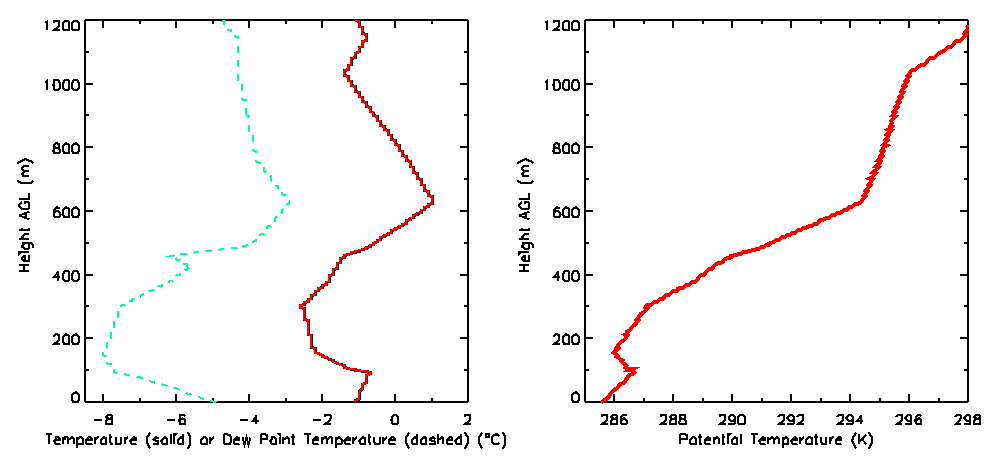 1200
1000
800
600
400
200
0
Height AGL (m)
-8 -6 -4 -2 0 2
Temperature (solid) or Dew Point Temperature (dashed) (°C)
1200
1000
800
600
400
200
0
Height AGL (m)
286 288 290 292 294 296 298
Potential Temperature (K)